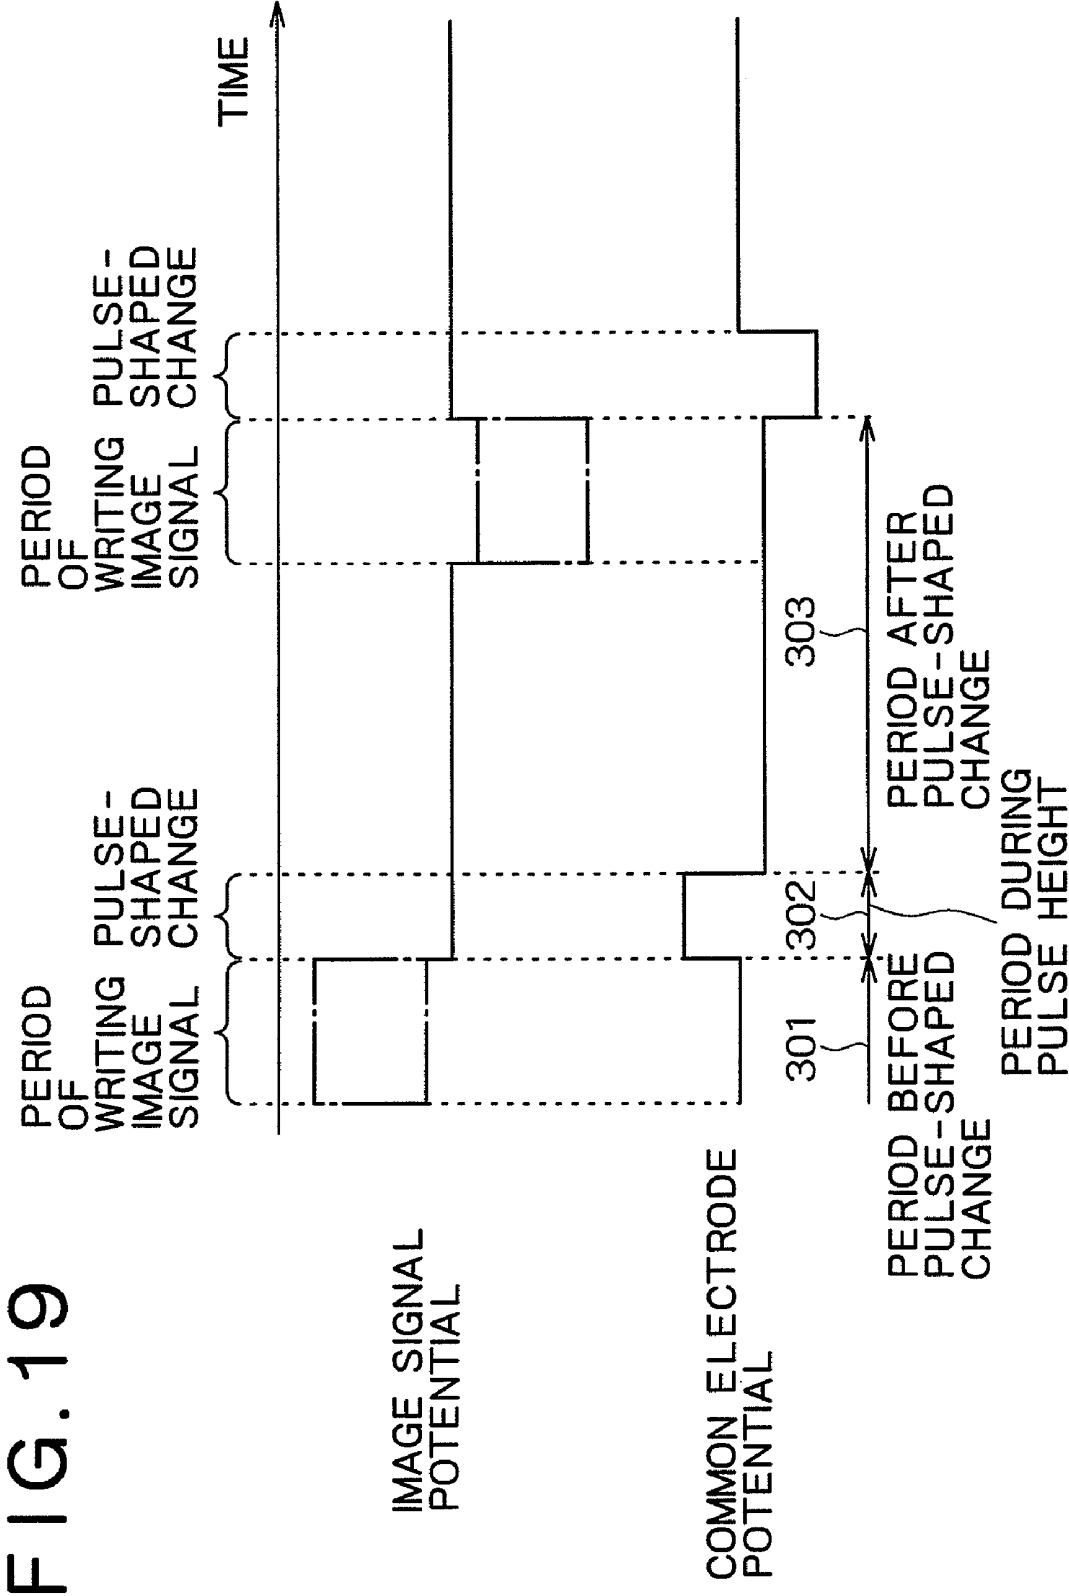 FIG.19
TIME
PERIOD
OF
WRITING
IMAGE
SIGNAL
PULSE-
SHAPED
CHANGE
PERIOD
OF
WRITING
IMAGE
SIGNAL
PULSE-
SHAPED
CHANGE
IMAGE SIGNAL
POTENTIAL
COMMON ELECTRODE
POTENTIAL
301
302
303
PERIOD BEFORE
PULSE-SHAPED
CHANGE
PERIOD DURING
PULSE HEIGHT
PERIOD AFTER
PULSE-SHAPED
CHANGE